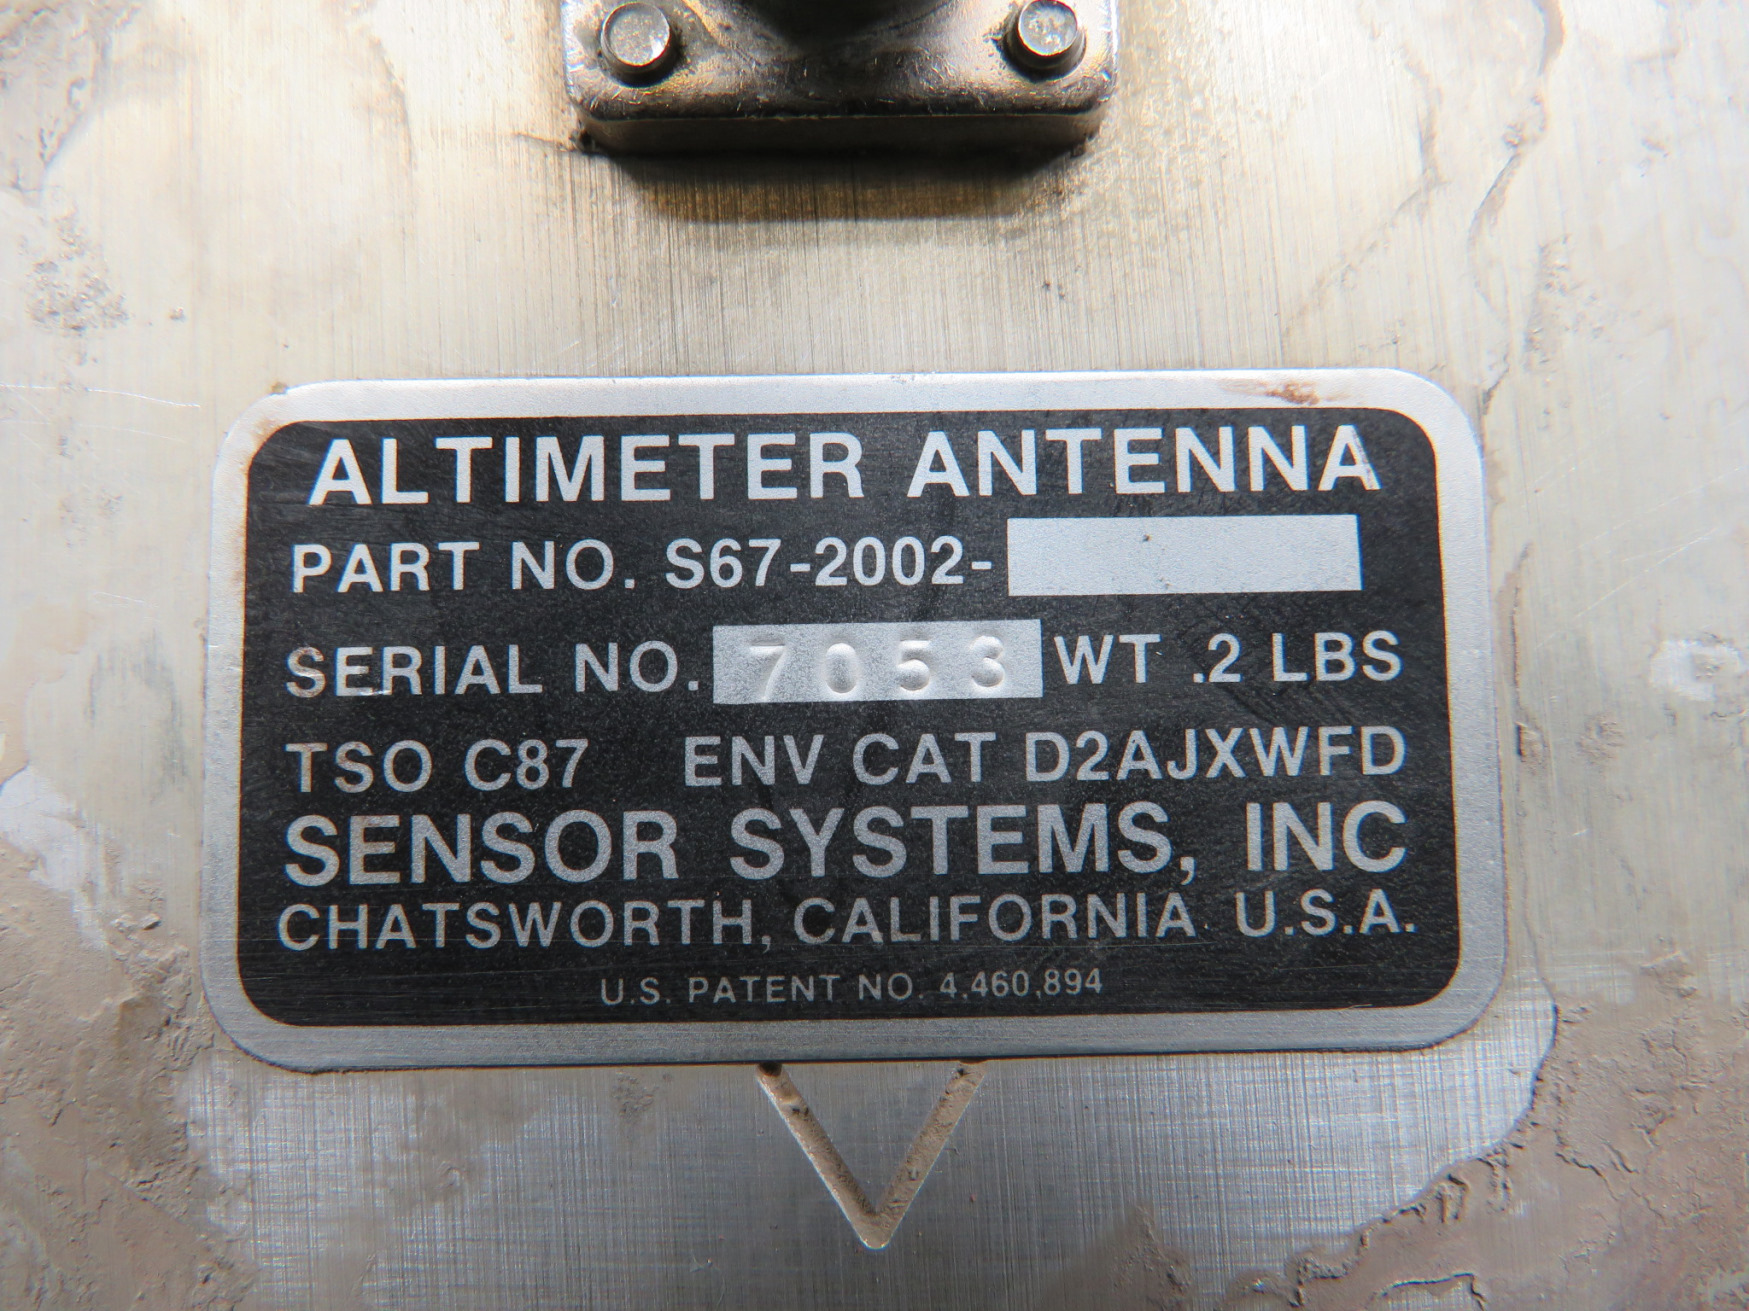 ALTIMETER ANTENNA
PART NO. S67-2002-
SERIAL NO. 7053 WT .2 LBS
TSO C87 ENV CAT D2AJXWFD
SENSOR SYSTEMS, INC
CHATSWORTH, CALIFORNIA U.S.A.
U.S. PATENT NO. 4,460,894